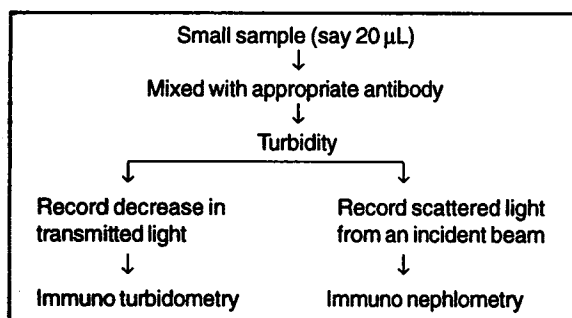 Small sample (say 20 µL)
Mixed with appropriate antibody
Turbidity
Record decrease in
transmitted light
Record scattered light
from an incident beam
Immuno turbidometry
Immuno nephlometry